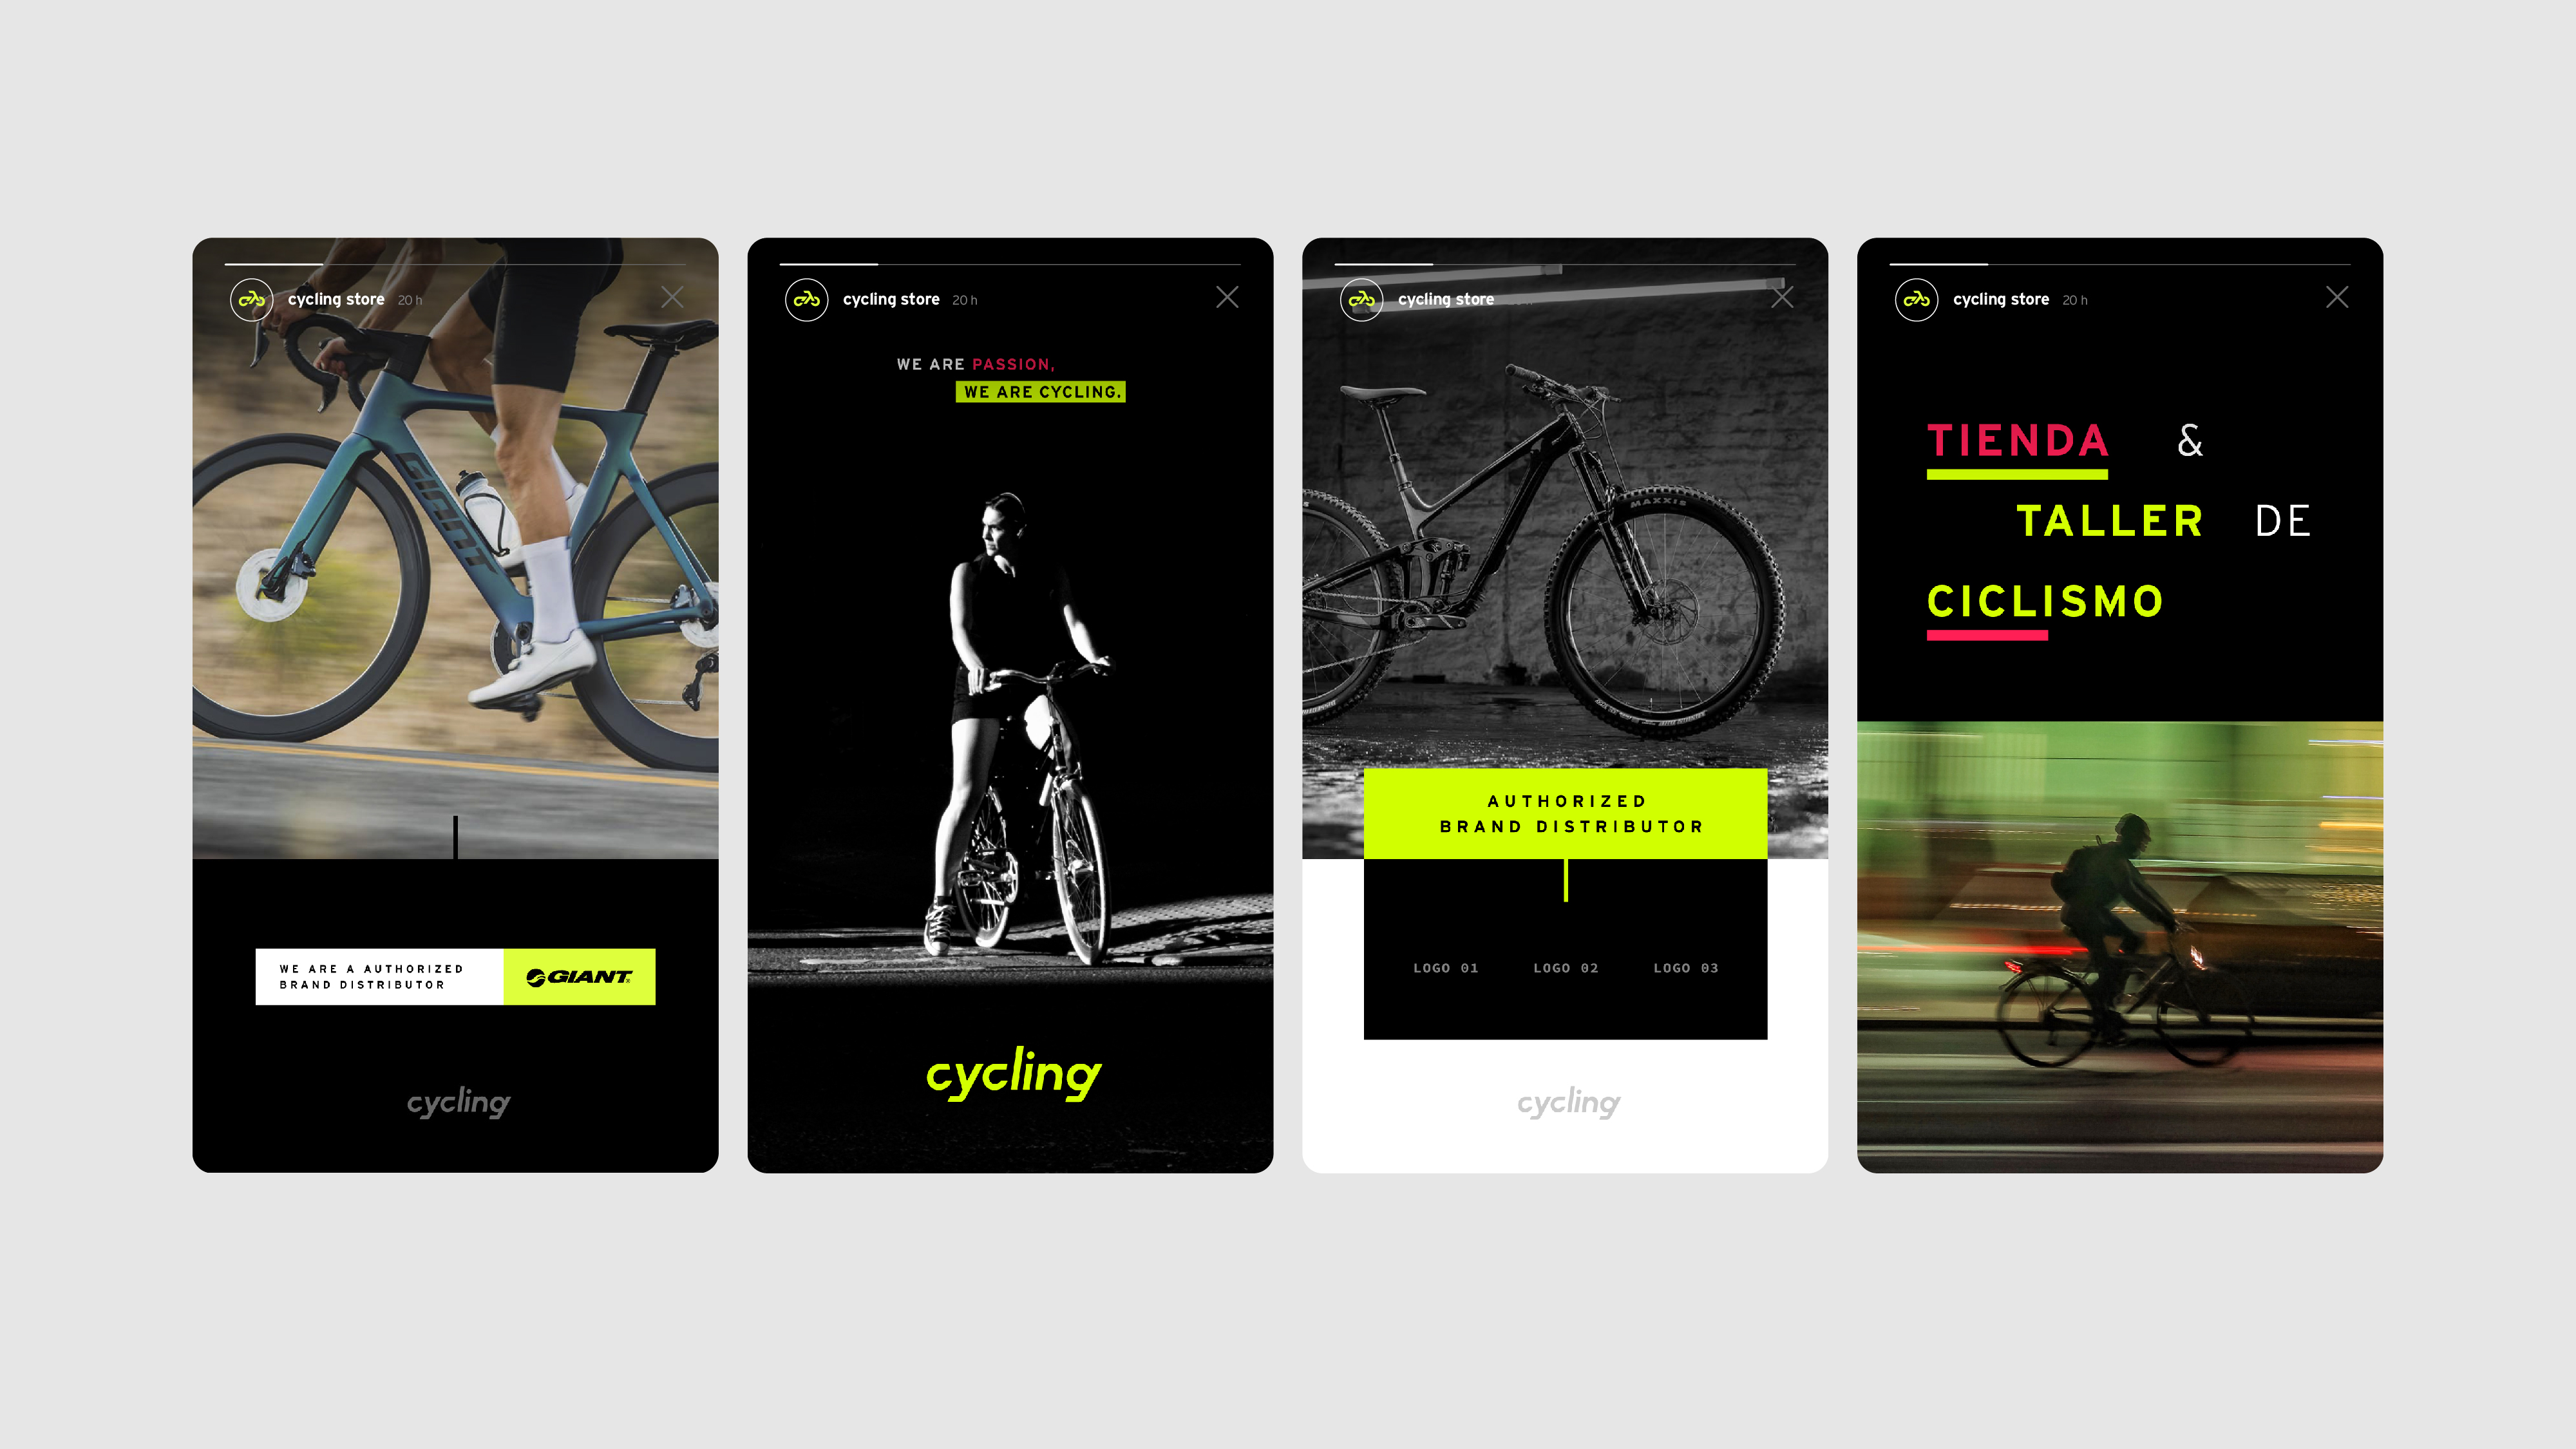 cycling store 20 h
GIANT
WE ARE A AUTHORIZED
BRAND DISTRIBUTOR
GIANT
cycling
cycling store 20 h
WE ARE PASSION,
WE ARE CYCLING.
cycling
cycling store
MAXXIS
AUTHORIZED
BRAND DISTRIBUTOR
LOGO 01 LOGO 02 LOGO 03
cycling
cycling store 20 h
TIENDA &
TALLER DE
CICLISMO